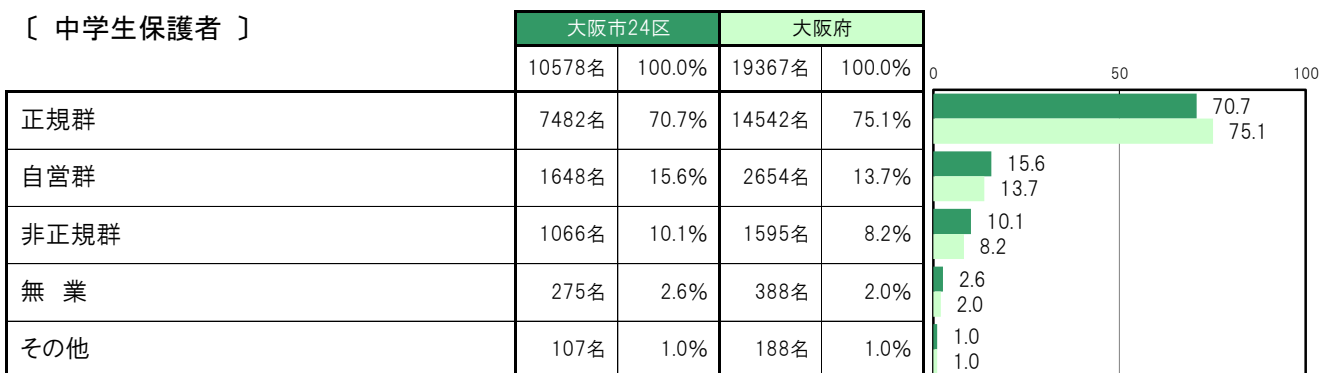 〔 中学生保護者 〕
大阪市24区 大阪府
10578名 100.0% 19367名 100.0%
0 50 100
正規群 7482名 70.7% 14542名 75.1%
70.7
75.1
自営群 1648名 15.6% 2654名 13.7%
15.6
13.7
非正規群 1066名 10.1% 1595名 8.2%
10.1
8.2
無 業 275名 2.6% 388名 2.0%
2.6
2.0
その他 107名 1.0% 188名 1.0%
1.0
1.0